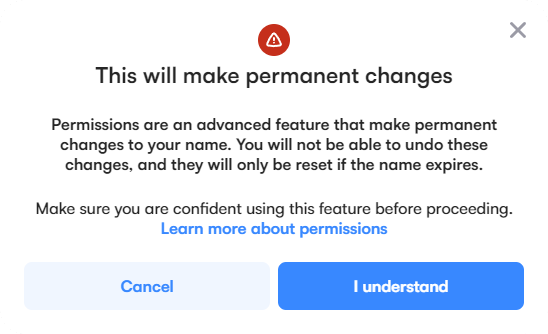 This will make permanent changes
Permissions are an advanced feature that make permanent
changes to your name. You will not be able to undo these
changes, and they will only be reset if the name expires.
Make sure you are confident using this feature before proceeding.
Learn more about permissions
Cancel
I understand